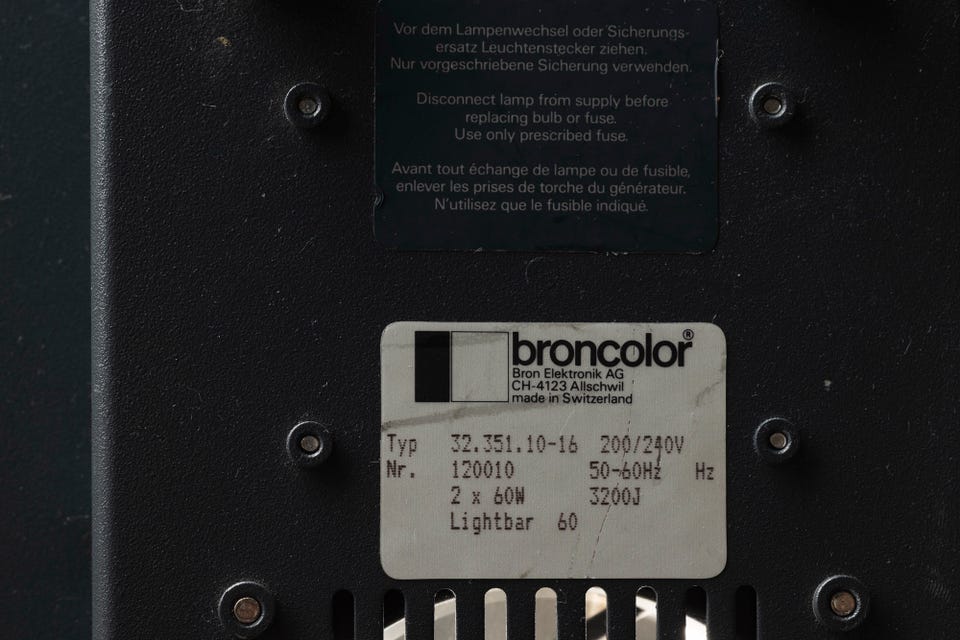 Vor dem Lampenwechsel oder Sicherungs-
ersatz Leuchtenstecker ziehen.
Nur vorgeschriebene Sicherung verwenden.
Disconnect lamp from supply before
replacing bulb or fuse.
Use only prescribed fuse.
Avant tout échange de lampe ou de fusible,
enlever les prises de torche du générateur.
N'utilisez que le fusible indiqué.
broncolor®
Bron Elektronik AG
CH-4123 Allschwil
made in Switzerland
Typ 32.351.10-16 200/240V
Nr. 120010 50-60Hz Hz
2 x 60W 3200J
Lightbar 60